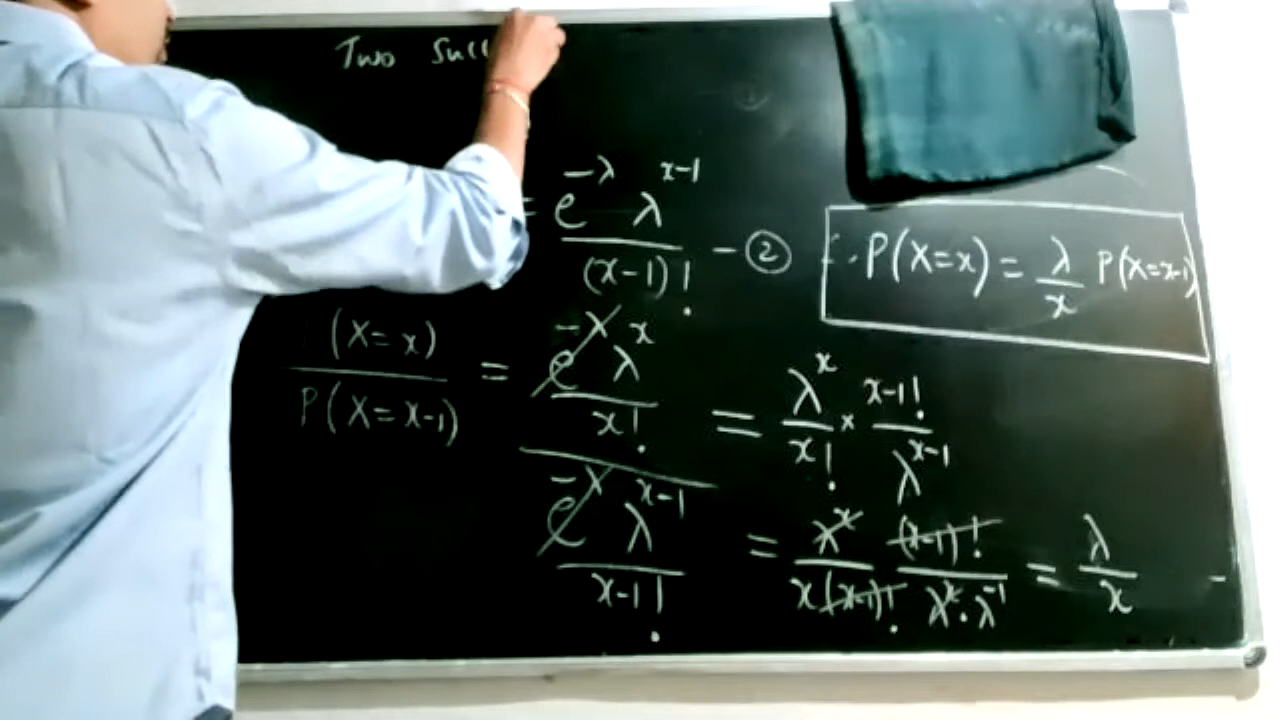 Two Succ
= e^{-λ} λ^{x-1} / (x-1)! - ②
∴ P(X=x) = λ/x P(X=x-1)
(X=x) / P(X=x-1) = (e^{-λ} λ^x / x!) / (e^{-λ} λ^{x-1} / x-1!) = λ^x / x! × x-1! / λ^{x-1}
= λ^x / x(x-1)! (x-1)! / λ^x · λ^{-1} = λ / x -